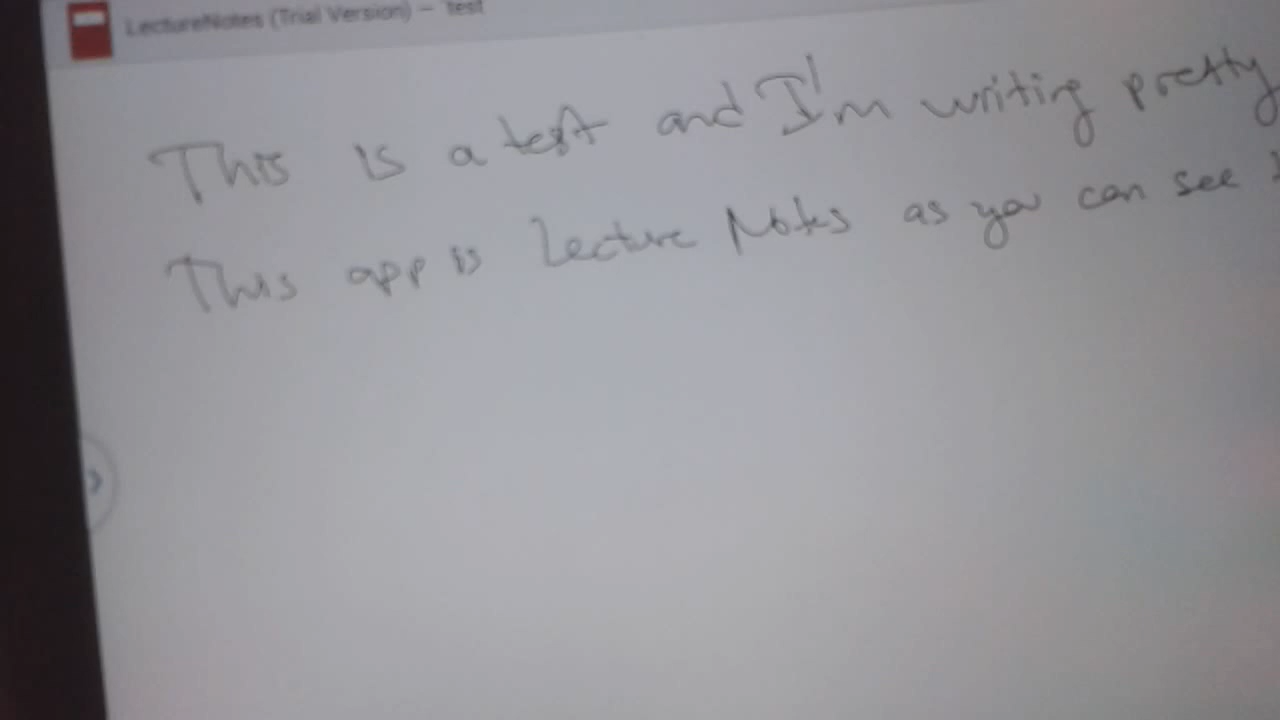 LectureNotes (Trial Version) — Test
This is a test and I'm writing pretty
This app is Lecture Notes as you can see